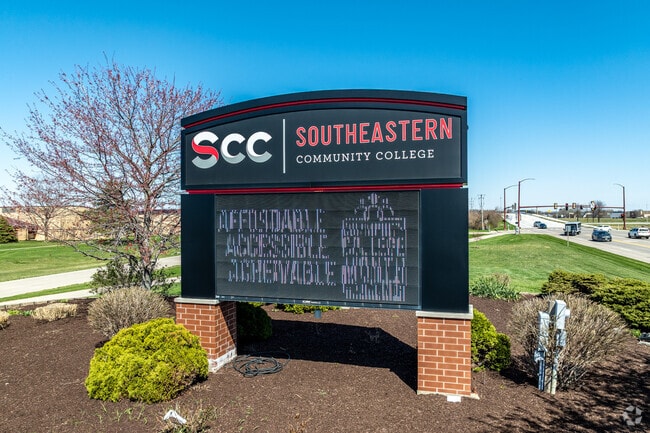 SCC
SOUTHEASTERN
COMMUNITY COLLEGE
AFFORDABLE
ACCESSIBLE
ACHIEVABLE